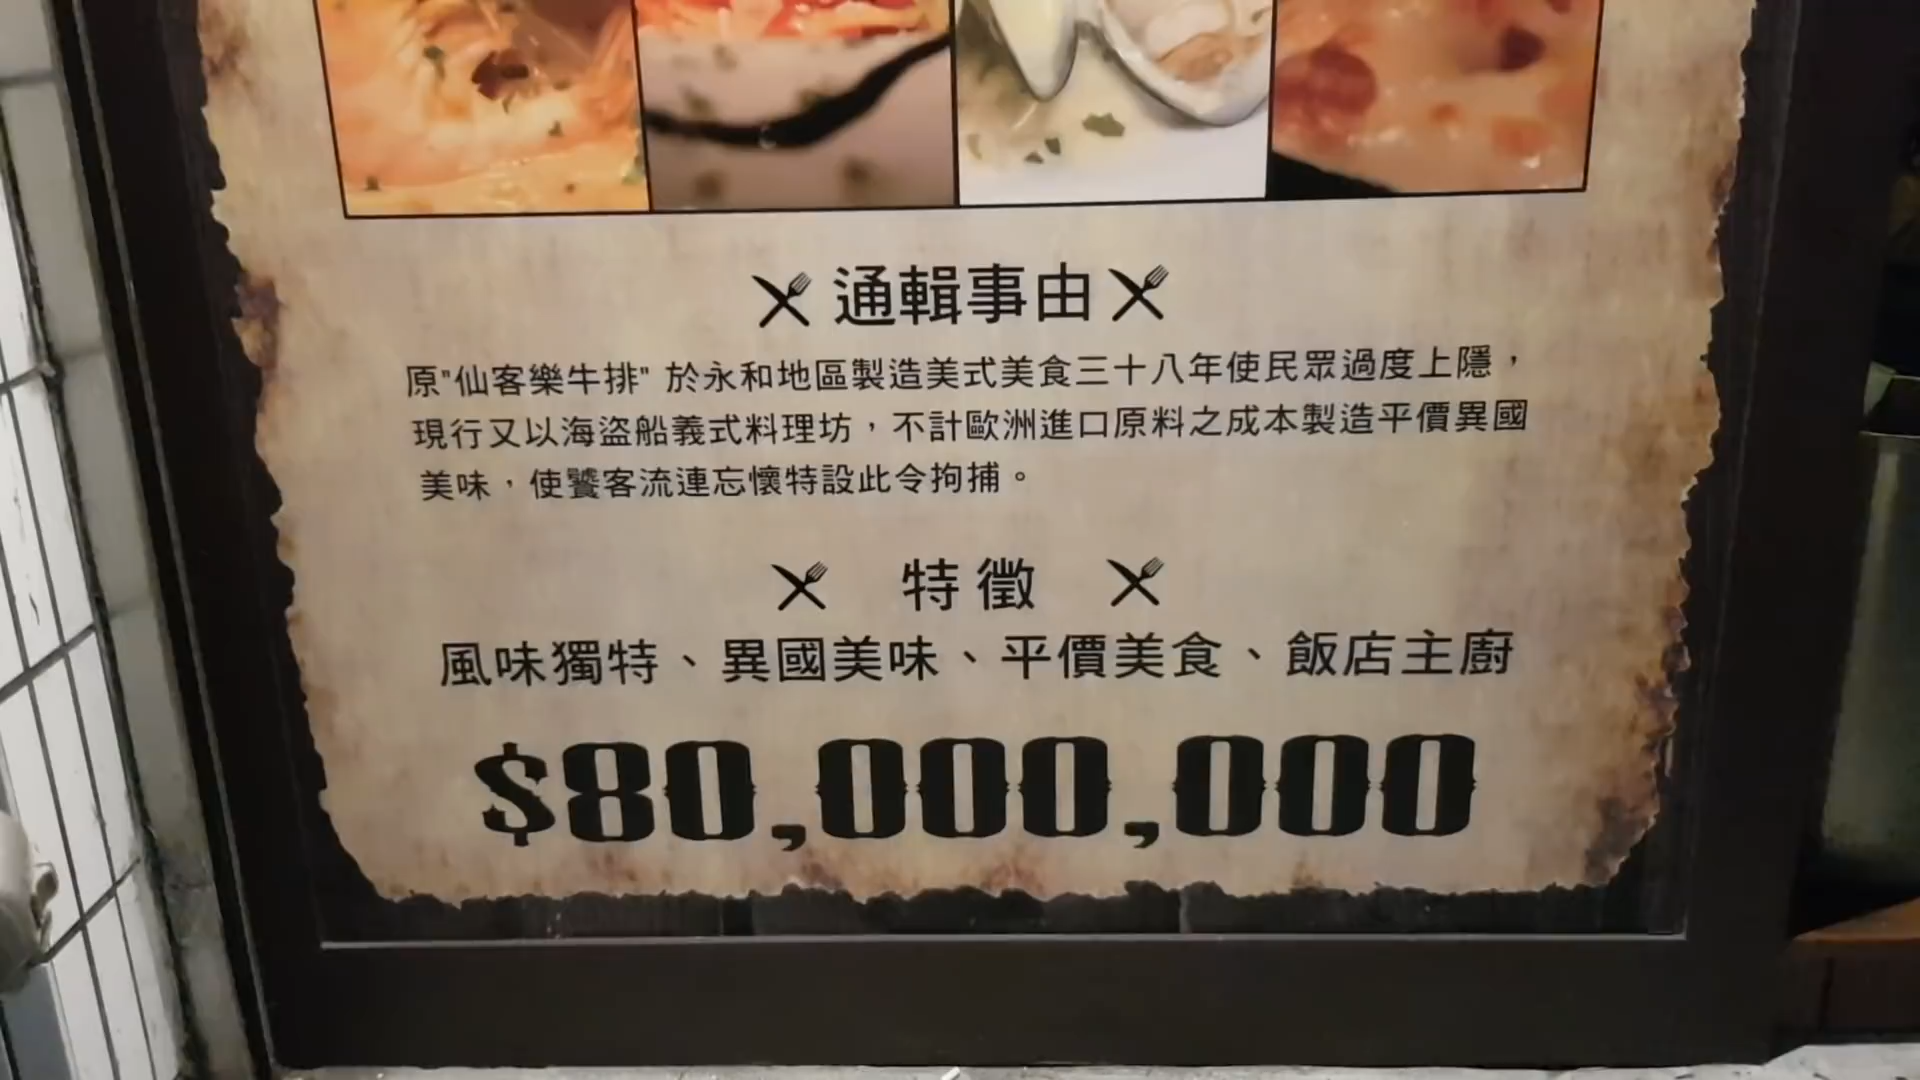 通輯事由
原"仙客樂牛排" 於永和地區製造美式美食三十八年使民眾過度上隱，
現行又以海盜船義式料理坊，不計歐洲進口原料之成本製造平價異國
美味，使饕客流連忘懷特設此令拘捕。
特徵
風味獨特、異國美味、平價美食、飯店主廚
$80,000,000